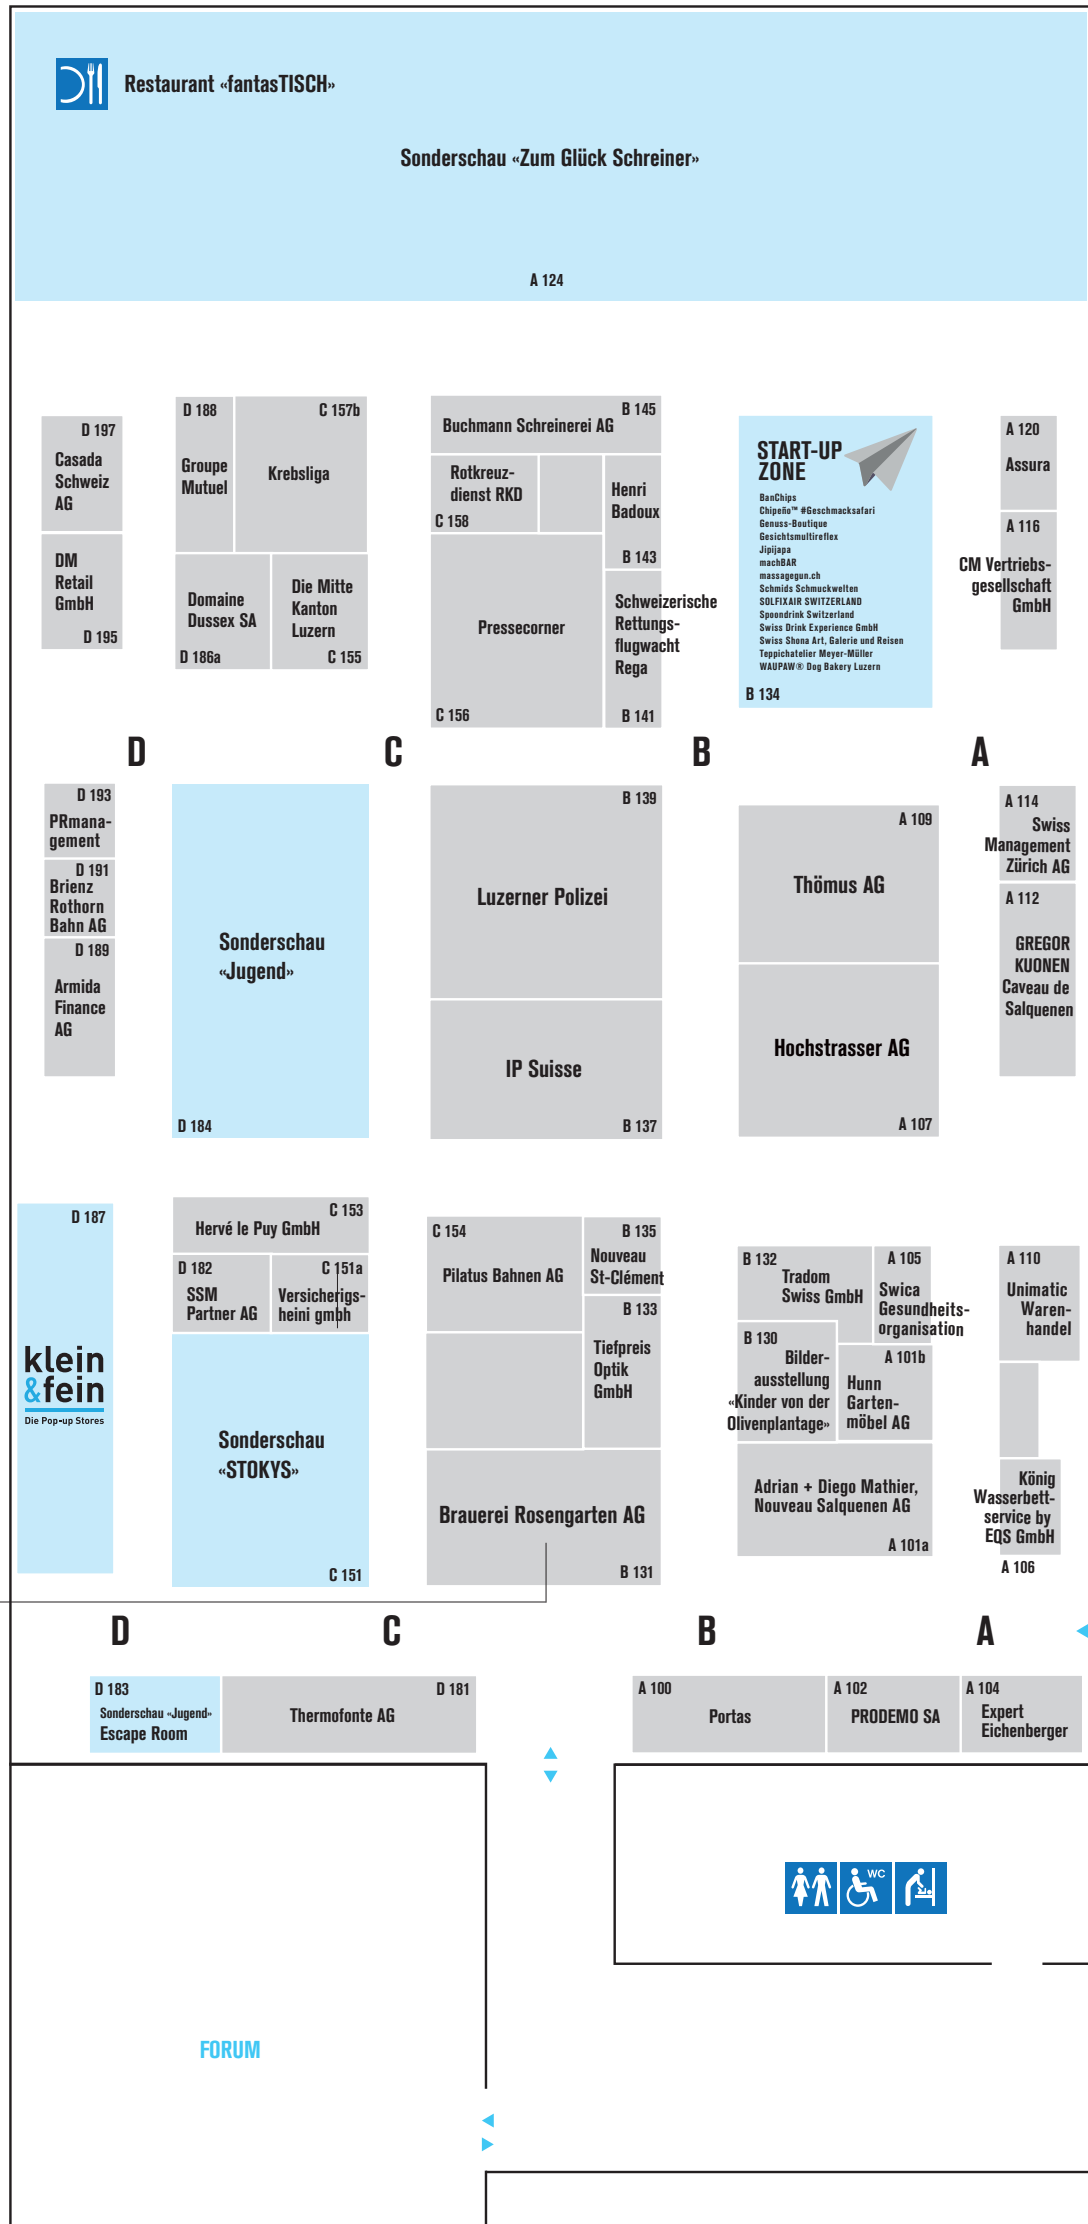 Restaurant «fantasTISCH»
Sonderschau «Zum Glück Schreiner»
A 124
D 197
Casada
Schweiz
AG
DM
Retail
GmbH
D 195
D 188
Groupe
Mutuel
C 157b
Krebsliga
Domaine
Dussex SA
D 186a
Die Mitte
Kanton
Luzern
C 155
B 145
Buchmann Schreinerei AG
Rotkreuz-
dienst RKD
C 158
Henri
Badoux
B 143
Pressecorner
C 156
Schweizerische
Rettungs-
flugwacht
Rega
B 141
START-UP
ZONE
BanChips
Chipeño™ #Geschmacksafari
Genuss-Boutique
Gesichtsmultireflex
Jipijapa
machBAR
massagegun.ch
Schmids Schmuckwelten
SOLFIXAIR SWITZERLAND
Spoondrink Switzerland
Swiss Drink Experience GmbH
Swiss Shona Art, Galerie und Reisen
Teppichatelier Meyer-Müller
WAUPAW® Dog Bakery Luzern
B 134
A 120
Assura
A 116
CM Vertriebs-
gesellschaft
GmbH
D C B A
D 193
PRmana-
gement
D 191
Brienz
Rothorn
Bahn AG
D 189
Armida
Finance
AG
Sonderschau
«Jugend»
D 184
B 139
Luzerner Polizei
IP Suisse
B 137
A 109
Thömus AG
Hochstrasser AG
A 107
A 114
Swiss
Management
Zürich AG
A 112
GREGOR
KUONEN
Caveau de
Salquenen
D 187
klein
&fein
Die Pop-up Stores
C 153
Hervé le Puy GmbH
D 182
SSM
Partner AG
C 151a
Versicherigs-
heini gmbh
Sonderschau
«STOKYS»
C 151
C 154
Pilatus Bahnen AG
B 135
Nouveau
St-Clément
B 133
Tiefpreis
Optik
GmbH
Brauerei Rosengarten AG
B 131
B 132
Tradom
Swiss GmbH
A 105
Swica
Gesundheits-
organisation
B 130
Bilder-
ausstellung
«Kinder von der
Olivenplantage»
A 101b
Hunn
Garten-
möbel AG
Adrian + Diego Mathier,
Nouveau Salquenen AG
A 101a
A 110
Unimatic
Waren-
handel
König
Wasserbett-
service by
EQS GmbH
A 106
D C B A
D 183
Sonderschau «Jugend»
Escape Room
D 181
Thermofonte AG
A 100
Portas
A 102
PRODEMO SA
A 104
Expert
Eichenberger
WC
FORUM